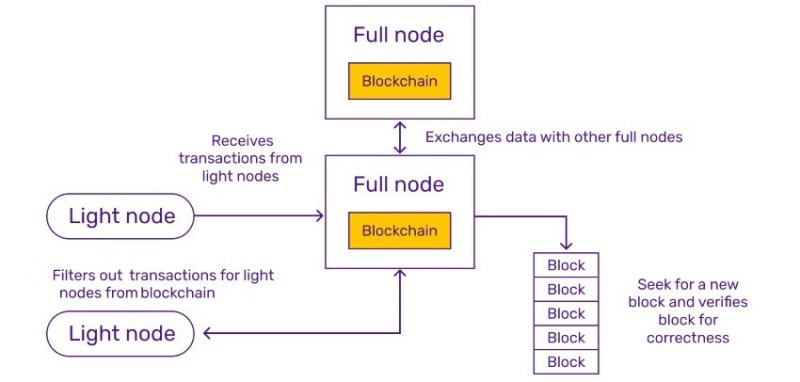 Full node
Blockchain
Exchanges data with other full nodes
Receives
transactions from
light nodes
Full node
Blockchain
Light node
Filters out transactions for light
nodes from blockchain
Light node
Block
Block
Block
Block
Block
Seek for a new
block and verifies
block for
correctness